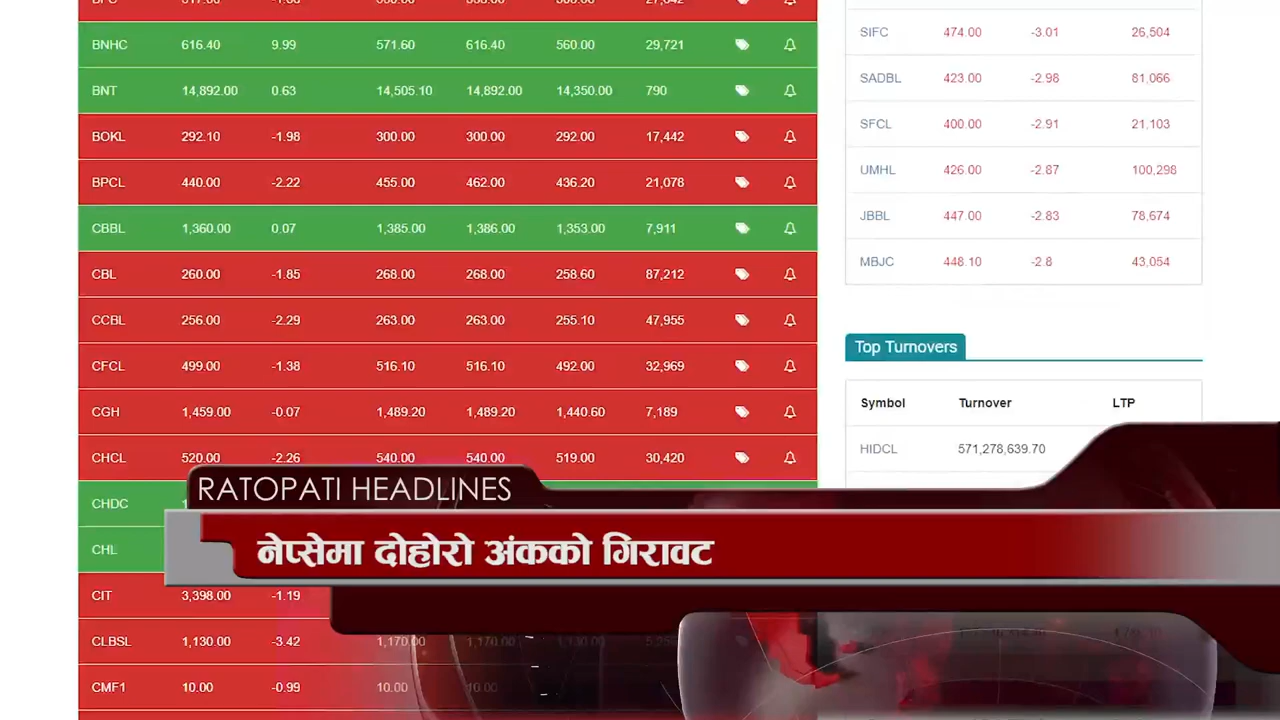 BNHC 616.40 9.99 571.60 616.40 560.00 29,721
BNT 14,892.00 0.63 14,505.10 14,892.00 14,350.00 790
BOKL 292.10 -1.98 300.00 300.00 292.00 17,442
BPCL 440.00 -2.22 455.00 462.00 436.20 21,078
CBBL 1,360.00 0.07 1,385.00 1,386.00 1,353.00 7,911
CBL 260.00 -1.85 268.00 268.00 258.60 87,212
CCBL 256.00 -2.29 263.00 263.00 255.10 47,955
CFCL 499.00 -1.38 516.10 516.10 492.00 32,969
CGH 1,459.00 -0.07 1,489.20 1,489.20 1,440.60 7,189
CHCL 520.00 -2.26 540.00 540.00 519.00 30,420
CHDC
CHL
CIT 3,398.00 -1.19
CLBSL 1,130.00 -3.42 1,170.00 1,170.00 1,130.00
CMF1 10.00 -0.99 10.00 10.00
SIFC 474.00 -3.01 26,504
SADBL 423.00 -2.98 81,066
SFCL 400.00 -2.91 21,103
UMHL 426.00 -2.87 100,298
JBBL 447.00 -2.83 78,674
MBJC 448.10 -2.8 43,054
Top Turnovers
Symbol Turnover LTP
HIDCL 571,278,639.70
RATOPATI HEADLINES
नेप्सेमा दोहोरो अंकको गिरावट